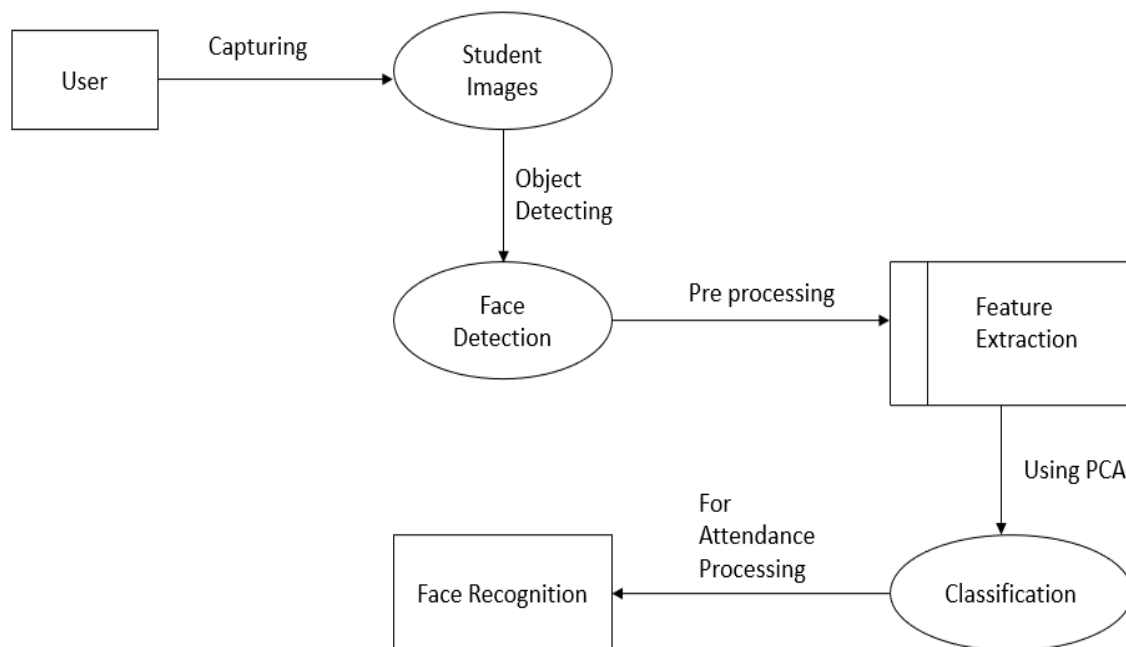 Capturing
User
Student
Images
Object
Detecting
Face
Detection
Pre processing
Feature
Extraction
Using PCA
For
Attendance
Processing
Face Recognition
Classification